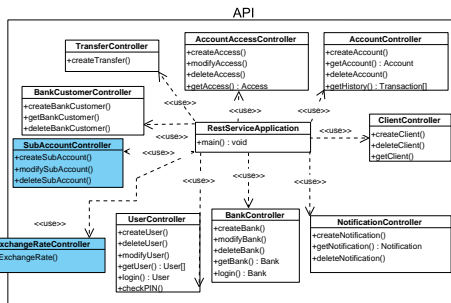 API
TransferController
+createTransfer()
AccountAccessController
+createAccess()
+modifyAccess()
+deleteAccess()
+getAccess() : Access
AccountController
+createAccount()
+getAccount() : Account
+deleteAccount()
+getHistory() : Transaction[]
BankCustomerController
+createBankCustomer()
+getBankCustomer()
+deleteBankCustomer()
<<use>>
<<use>>
<<use>>
<<use>>
RestServiceApplication
+main() : void
<<use>>
ClientController
+createClient()
+deleteClient()
+getClient()
SubAccountController
+createSubAccount()
+modifySubAccount()
+deleteSubAccount()
<<use>>
<<use>>
<<use>>
<<use>>
<<use>>
xchangeRateController
ExchangeRate()
UserController
+createUser()
+deleteUser()
+modifyUser()
+getUser() : User[]
+login() : User
+checkPIN()
BankController
+createBank()
+modifyBank()
+deleteBank()
+getBank() : Bank
+login() : Bank
NotificationController
+createNotification()
+getNotification() : Notification
+deleteNotification()